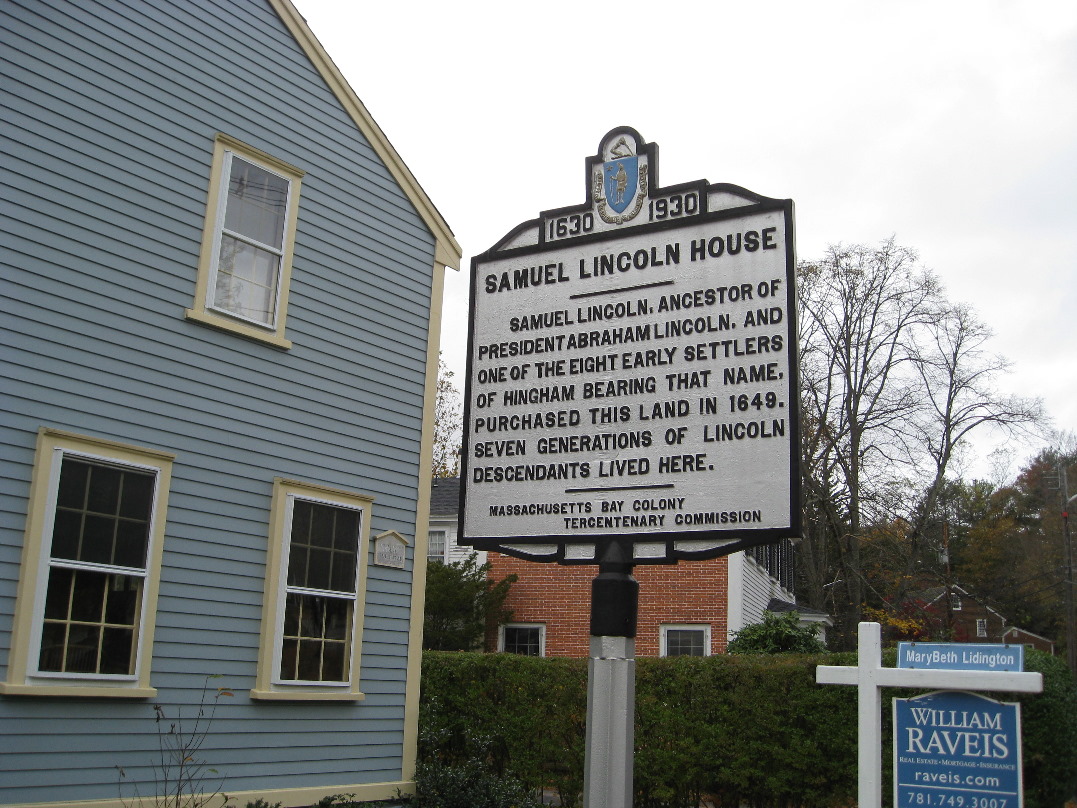 1630 1930
SAMUEL LINCOLN HOUSE
SAMUEL LINCOLN, ANCESTOR OF
PRESIDENT ABRAHAM LINCOLN, AND
ONE OF THE EIGHT EARLY SETTLERS
OF HINGHAM BEARING THAT NAME,
PURCHASED THIS LAND IN 1649.
SEVEN GENERATIONS OF LINCOLN
DESCENDANTS LIVED HERE.
MASSACHUSETTS BAY COLONY
TERCENTENARY COMMISSION
MaryBeth Lidington
WILLIAM
RAVEIS
REAL ESTATE • MORTGAGE • INSURANCE
raveis.com
781.749.3007